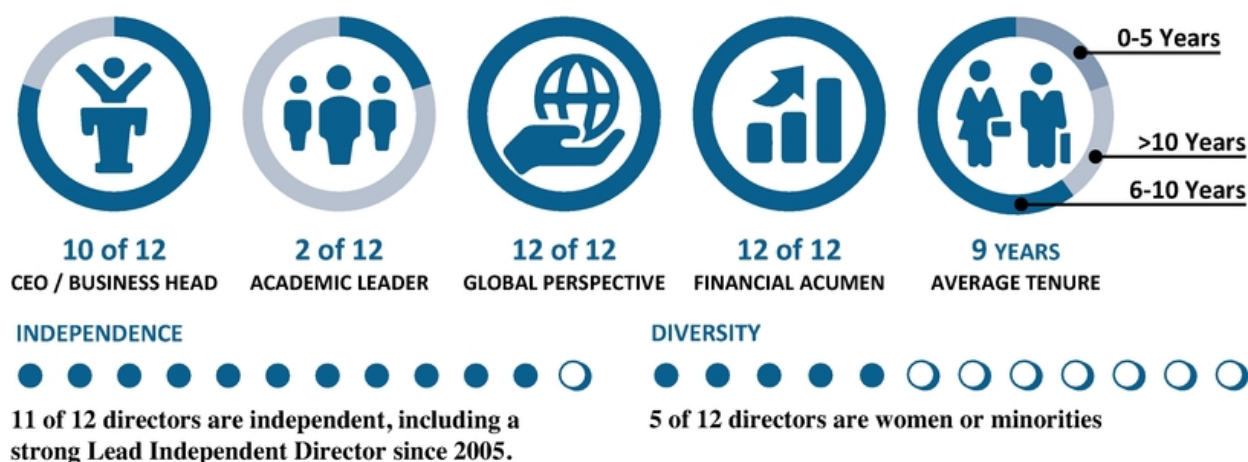 0-5 Years
>10 Years
6-10 Years
10 of 12
CEO / BUSINESS HEAD
2 of 12
ACADEMIC LEADER
12 of 12
GLOBAL PERSPECTIVE
12 of 12
FINANCIAL ACUMEN
9 YEARS
AVERAGE TENURE
INDEPENDENCE
11 of 12 directors are independent, including a
strong Lead Independent Director since 2005.
DIVERSITY
5 of 12 directors are women or minorities